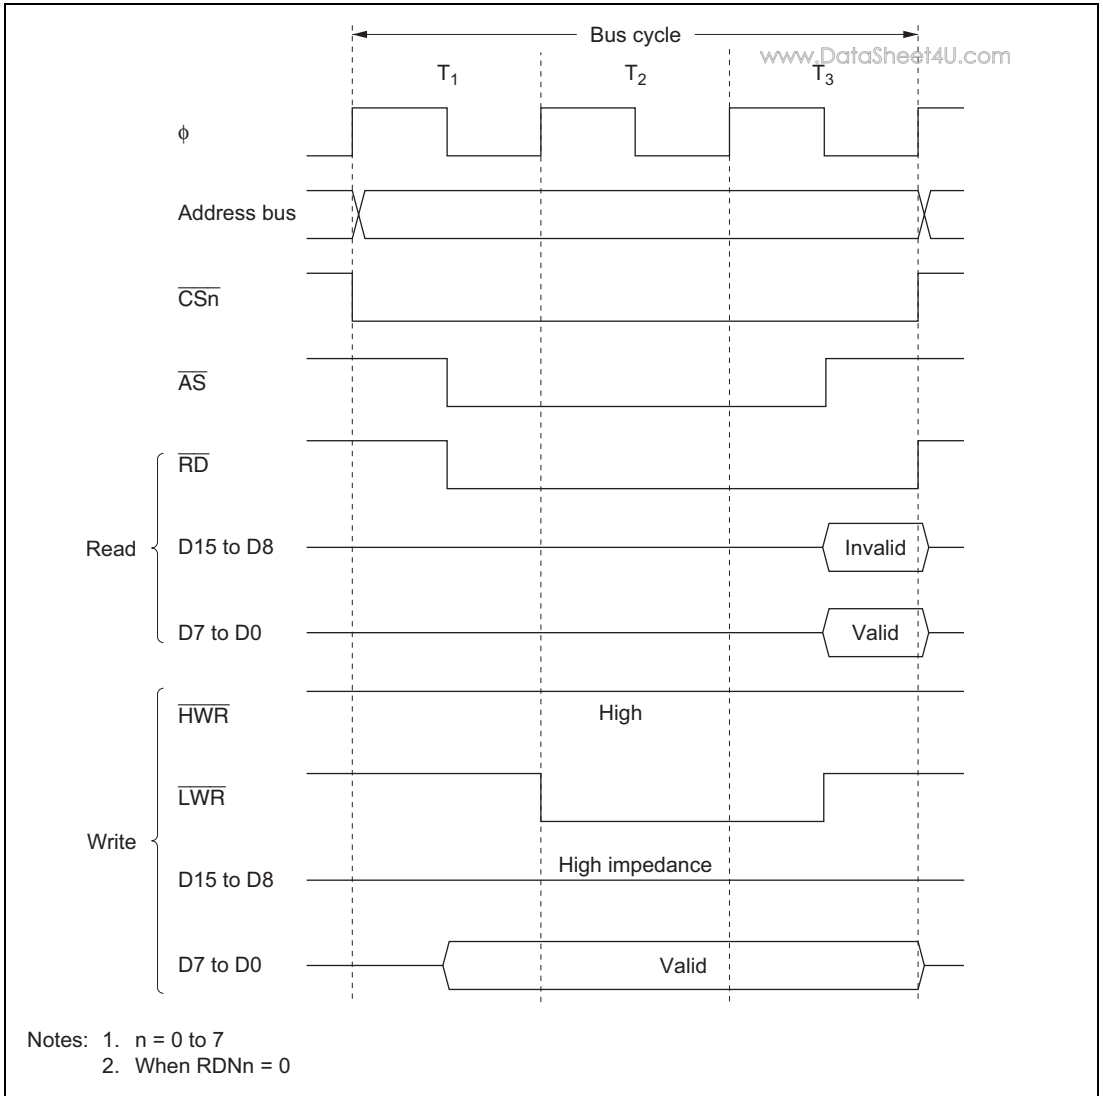 Bus cycle
www.DataSheet4U.com
T1 T2 T3
ϕ
Address bus
CSn
AS
RD
Read D15 to D8 Invalid
D7 to D0 Valid
HWR High
LWR
Write
High impedance
D15 to D8
D7 to D0 Valid
Notes: 1. n = 0 to 7
2. When RDNn = 0